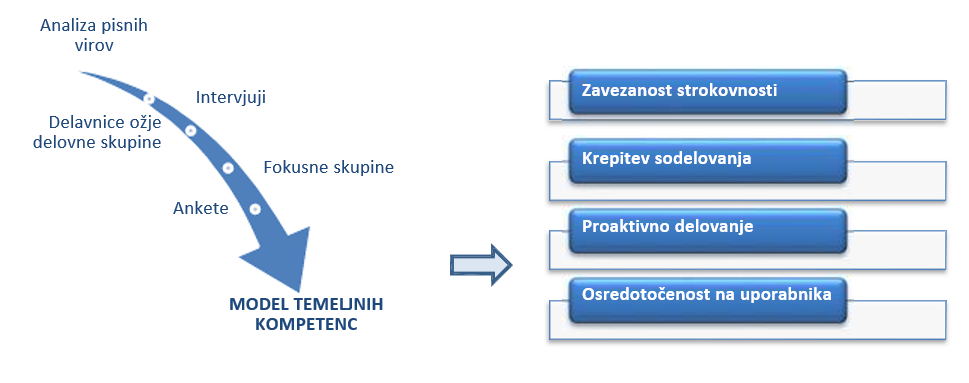 Analiza pisnih
virov
Intervjuji
Delavnice ožje
delovne skupine
Fokusne skupine
Ankete
MODEL TEMELJNIH
KOMPETENC
Zavezanost strokovnosti
Krepitev sodelovanja
Proaktivno delovanje
Osredotočenost na uporabnika